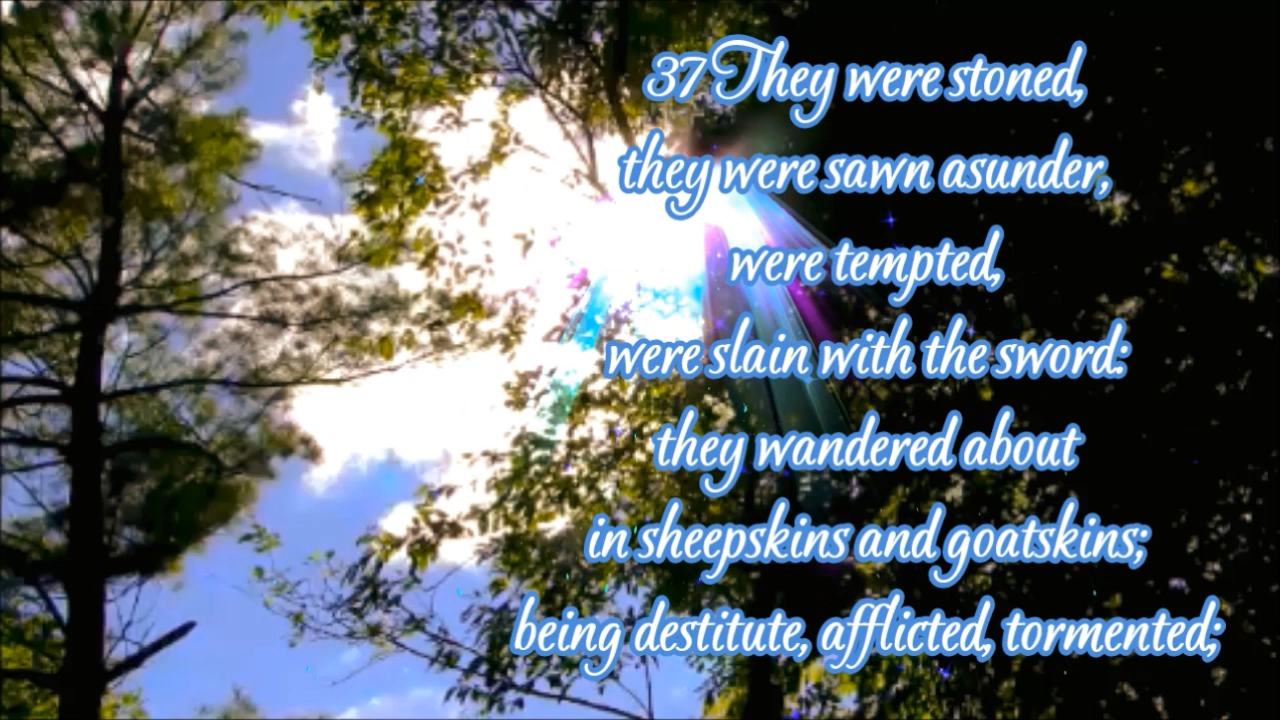 37 They were stoned,
they were sawn asunder,
were tempted,
were slain with the sword:
they wandered about
in sheepskins and goatskins;
being destitute, afflicted, tormented;